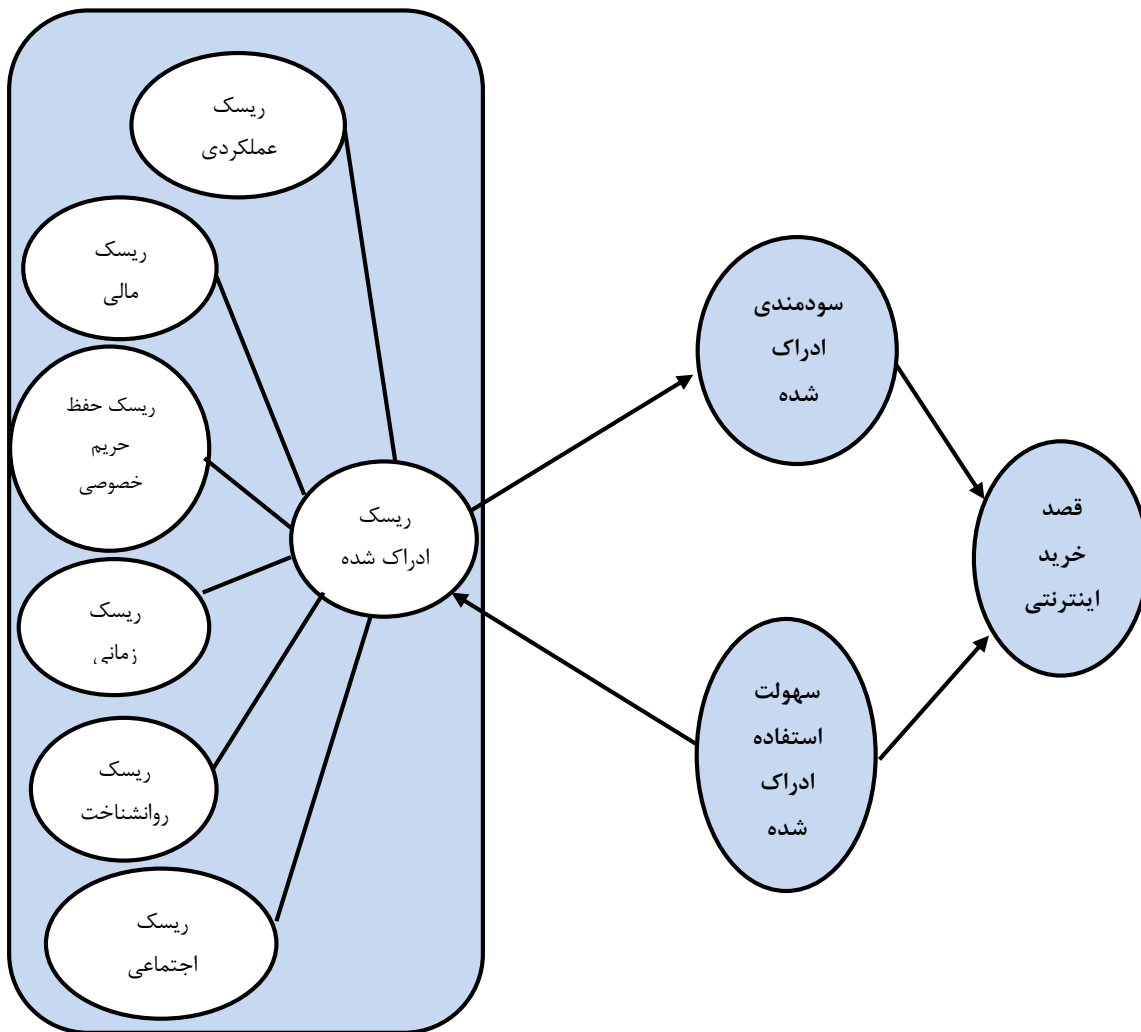 ریسک
عملکردی
ریسک
مالی
ریسک حفظ
حریم
خصوصی
ریسک
زمانی
ریسک
روانشناخت
ریسک
اجتماعی
ریسک
ادراک شده
سودمندی
ادراک
شده
سهولت
استفاده
ادراک
شده
قصد
خرید
اینترنتی